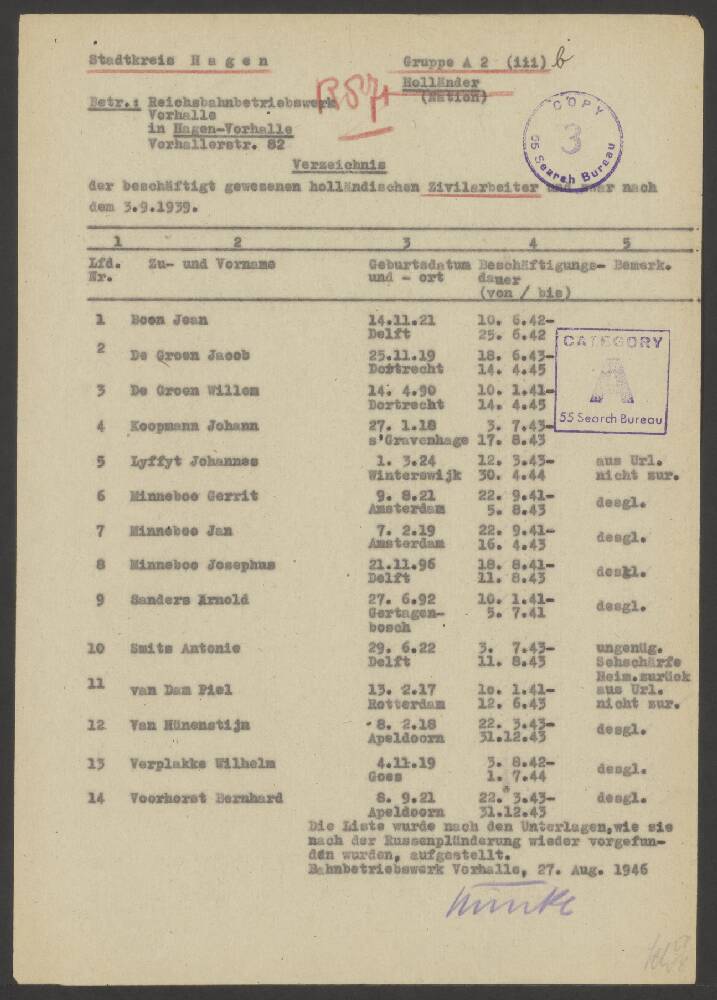 Stadtkreis Hagen Gruppe A 2 (iii) b
Holländer
(Nation)
Betr.: Reichsbahnbetriebswerk
Vorhalle
in Hagen-Vorhalle
Vorhallerstr. 82
COPY
3
55 Search Bureau
Verzeichnis
der beschäftigt gewesenen holländischen Zivilarbeiter und zwar nach
dem 3.9.1939.
1 2 3 4 5
Lfd. Zu- und Vorname Geburtsdatum Beschäftigungs- Bemerk.
Nr. und - ort dauer
(von / bis)
1 Boon Jean 14.11.21 10. 6.42-
Delft 25. 6.42
CATEGORY
A
55 Search Bureau
2 De Groen Jacob 25.11.19 18. 6.43-
Dortrecht 14. 4.45
3 De Groen Willem 14. 4.90 10. 1.41-
Dortrecht 14. 4.45
4 Koopmann Johann 27. 1.18 3. 7.43-
s'Gravenhage 17. 8.43
5 Lyffyt Johannes 1. 3.24 12. 3.43- aus Url.
Winterswijk 30. 4.44 nicht zur.
6 Minneboo Gerrit 9. 8.21 22. 9.41- desgl.
Amsterdam 5. 8.43
7 Minneboo Jan 7. 2.19 22. 9.41- desgl.
Amsterdam 16. 4.43
8 Minneboo Josephus 21.11.96 18. 8.41- desgl.
Delft 11. 8.43
9 Sanders Arnold 27. 6.92 10. 1.41- desgl.
Gertagen- 5. 7.41
bosch
10 Smits Antonie 29. 6.22 3. 7.43- ungenüg.
Delft 11. 8.43 Sehschärfe
Heim.zurück
11 van Dam Piel 13. 2.17 1o. 1.41- aus Url.
Rotterdam 12. 6.43 nicht zur.
12 Van Hünenstijn 8. 2.18 22. 3.43- desgl.
Apeldoorn 31.12.43
13 Verplakke Wilhelm 4.11.19 3. 8.42- desgl.
Goes 1. 7.44
14 Voorhorst Bernhard 8. 9.21 22. 3.43- desgl.
Apeldoorn 31.12.43
Die Liste wurde nach den Unterlagen,wie sie
nach der Russenplünderung wieder vorgefun-
den wurden, aufgestellt.
Bahnbetriebswerk Vorhalle, 27. Aug. 1946